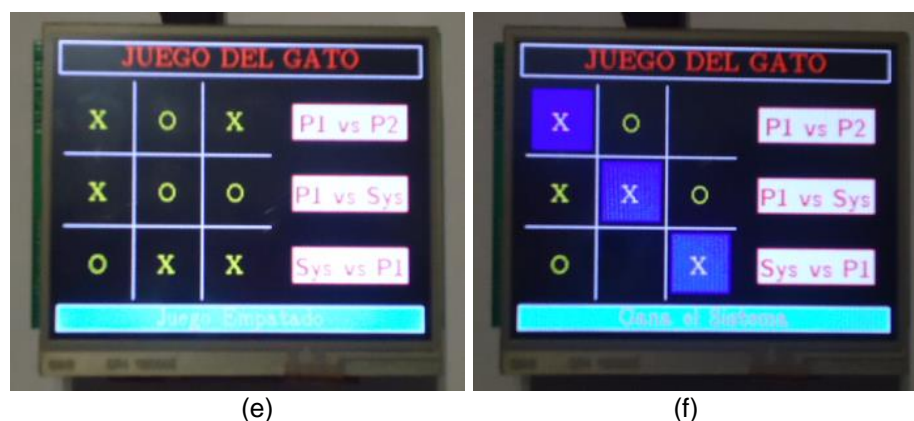 JUEGO DEL GATO
X O X P1 vs P2
X O O P1 vs Sys
O X X Sys vs P1
Juego Empatado
(e)
JUEGO DEL GATO
X O P1 vs P2
X X O P1 vs Sys
O X Sys vs P1
Gana el Sistema
(f)